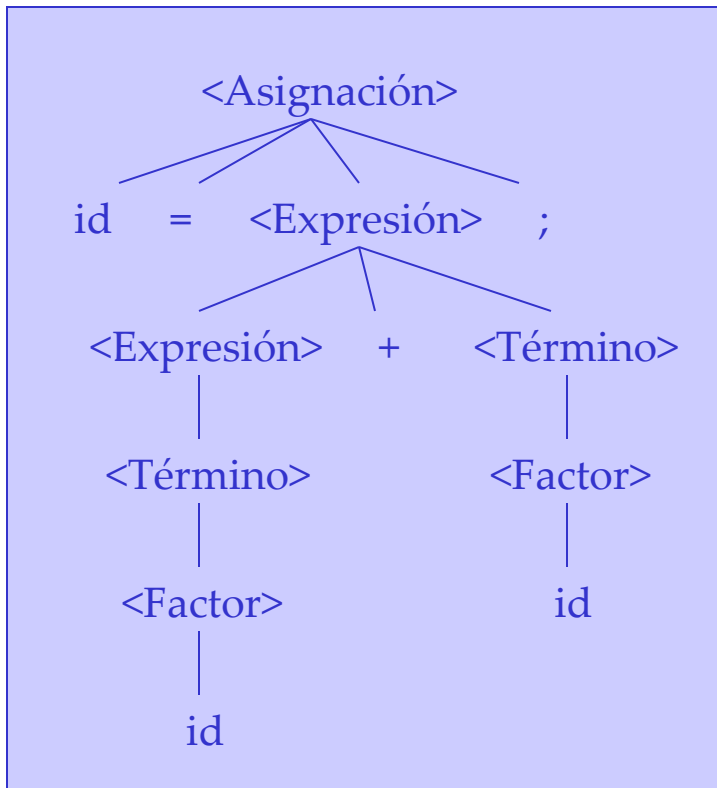 <Asignación>
id = <Expresión> ;
<Expresión> + <Término>
<Término> <Factor>
<Factor> id
id